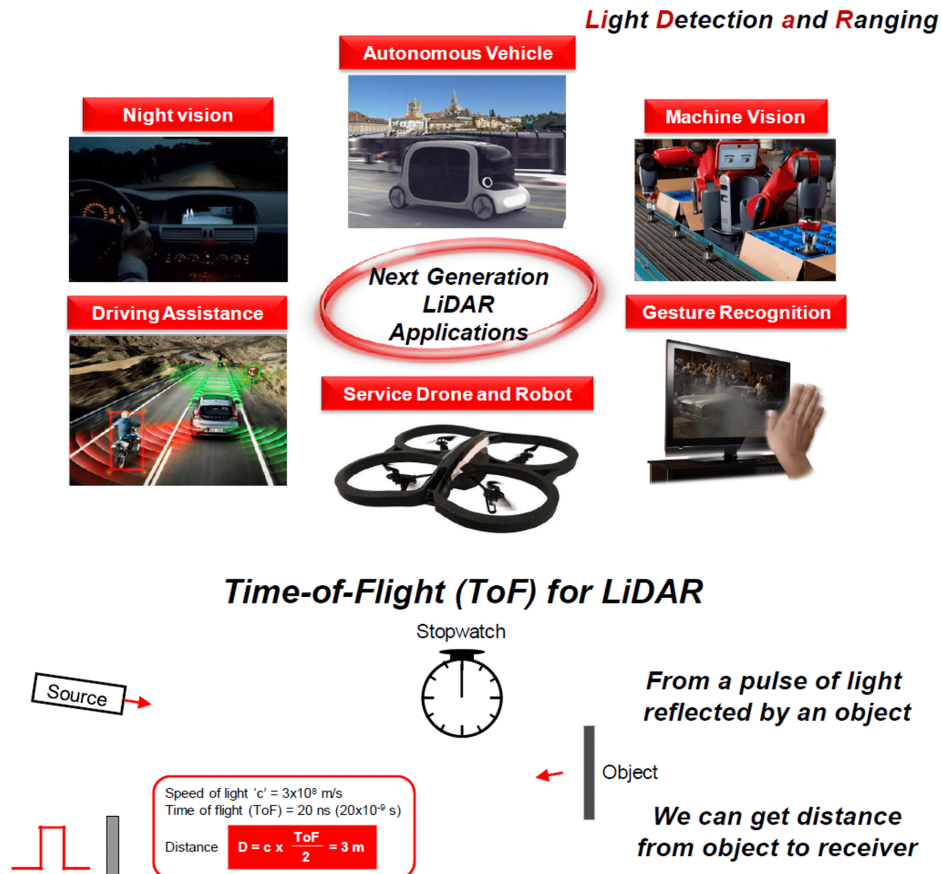 Light Detection and Ranging
Autonomous Vehicle
Night vision
Machine Vision
Next Generation
LiDAR
Applications
Driving Assistance
Gesture Recognition
Service Drone and Robot
Time-of-Flight (ToF) for LiDAR
Stopwatch
Source
From a pulse of light
reflected by an object
Object
Speed of light 'c' = 3x10⁸ m/s
Time of flight (ToF) = 20 ns (20x10⁻⁹ s)
Distance D = c x ToF/2 = 3 m
We can get distance
from object to receiver